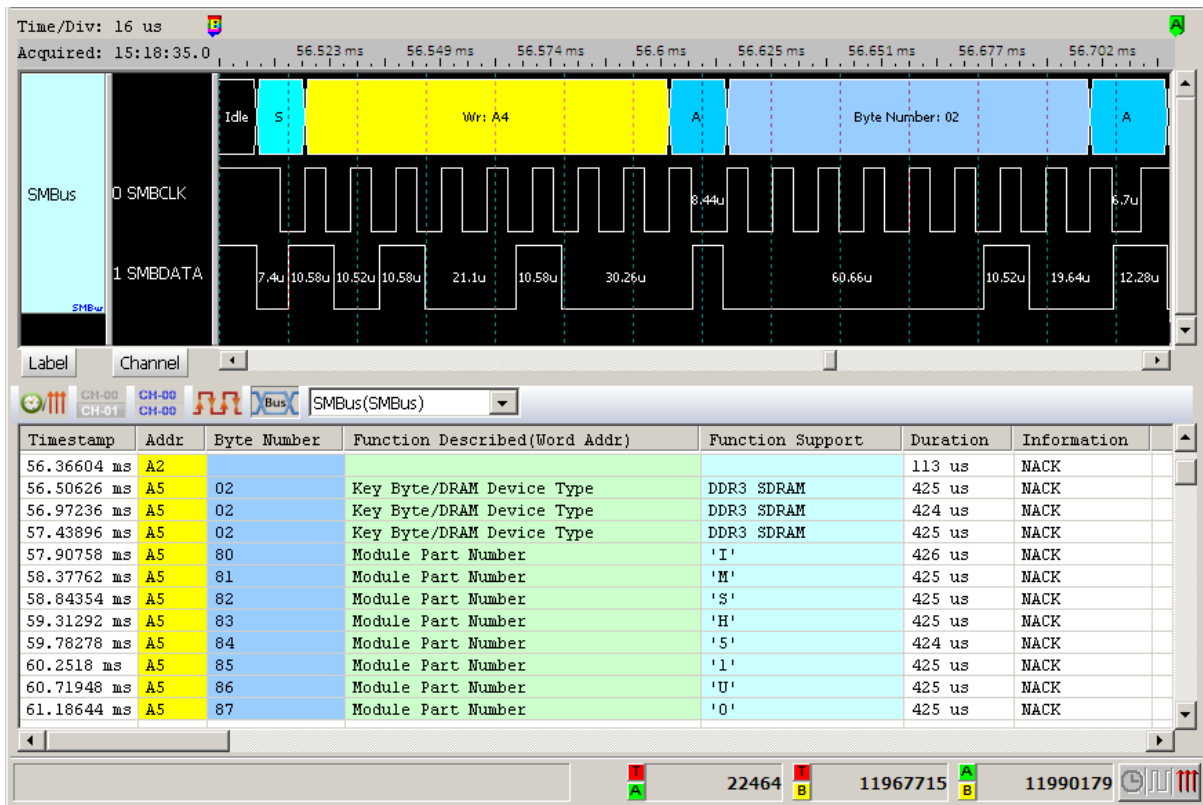 Time/Div: 16 us
B
A
Acquired: 15:18:35.0 56.523 ms 56.549 ms 56.574 ms 56.6 ms 56.625 ms 56.651 ms 56.677 ms 56.702 ms
Idle S Wr: A4 A Byte Number: 02 A
SMBus 0 SMBCLK 8.44u 6.7u
1 SMBDATA 7.4u 10.58u 10.52u 10.58u 21.1u 10.58u 30.26u 60.66u 10.52u 19.64u 12.28u
Label Channel
CH-00 CH-01 CH-00 CH-00 Bus SMBus(SMBus)
Timestamp Addr Byte Number Function Described(Word Addr) Function Support Duration Information
56.36604 ms A2 113 us NACK
56.50626 ms A5 02 Key Byte/DRAM Device Type DDR3 SDRAM 425 us NACK
56.97236 ms A5 02 Key Byte/DRAM Device Type DDR3 SDRAM 424 us NACK
57.43896 ms A5 02 Key Byte/DRAM Device Type DDR3 SDRAM 425 us NACK
57.90758 ms A5 80 Module Part Number 'I' 426 us NACK
58.37762 ms A5 81 Module Part Number 'M' 425 us NACK
58.84354 ms A5 82 Module Part Number 'S' 425 us NACK
59.31292 ms A5 83 Module Part Number 'H' 425 us NACK
59.78278 ms A5 84 Module Part Number '5' 424 us NACK
60.2518 ms A5 85 Module Part Number '1' 425 us NACK
60.71948 ms A5 86 Module Part Number 'U' 425 us NACK
61.18644 ms A5 87 Module Part Number '0' 425 us NACK
T A 22464 T B 11967715 A B 11990179